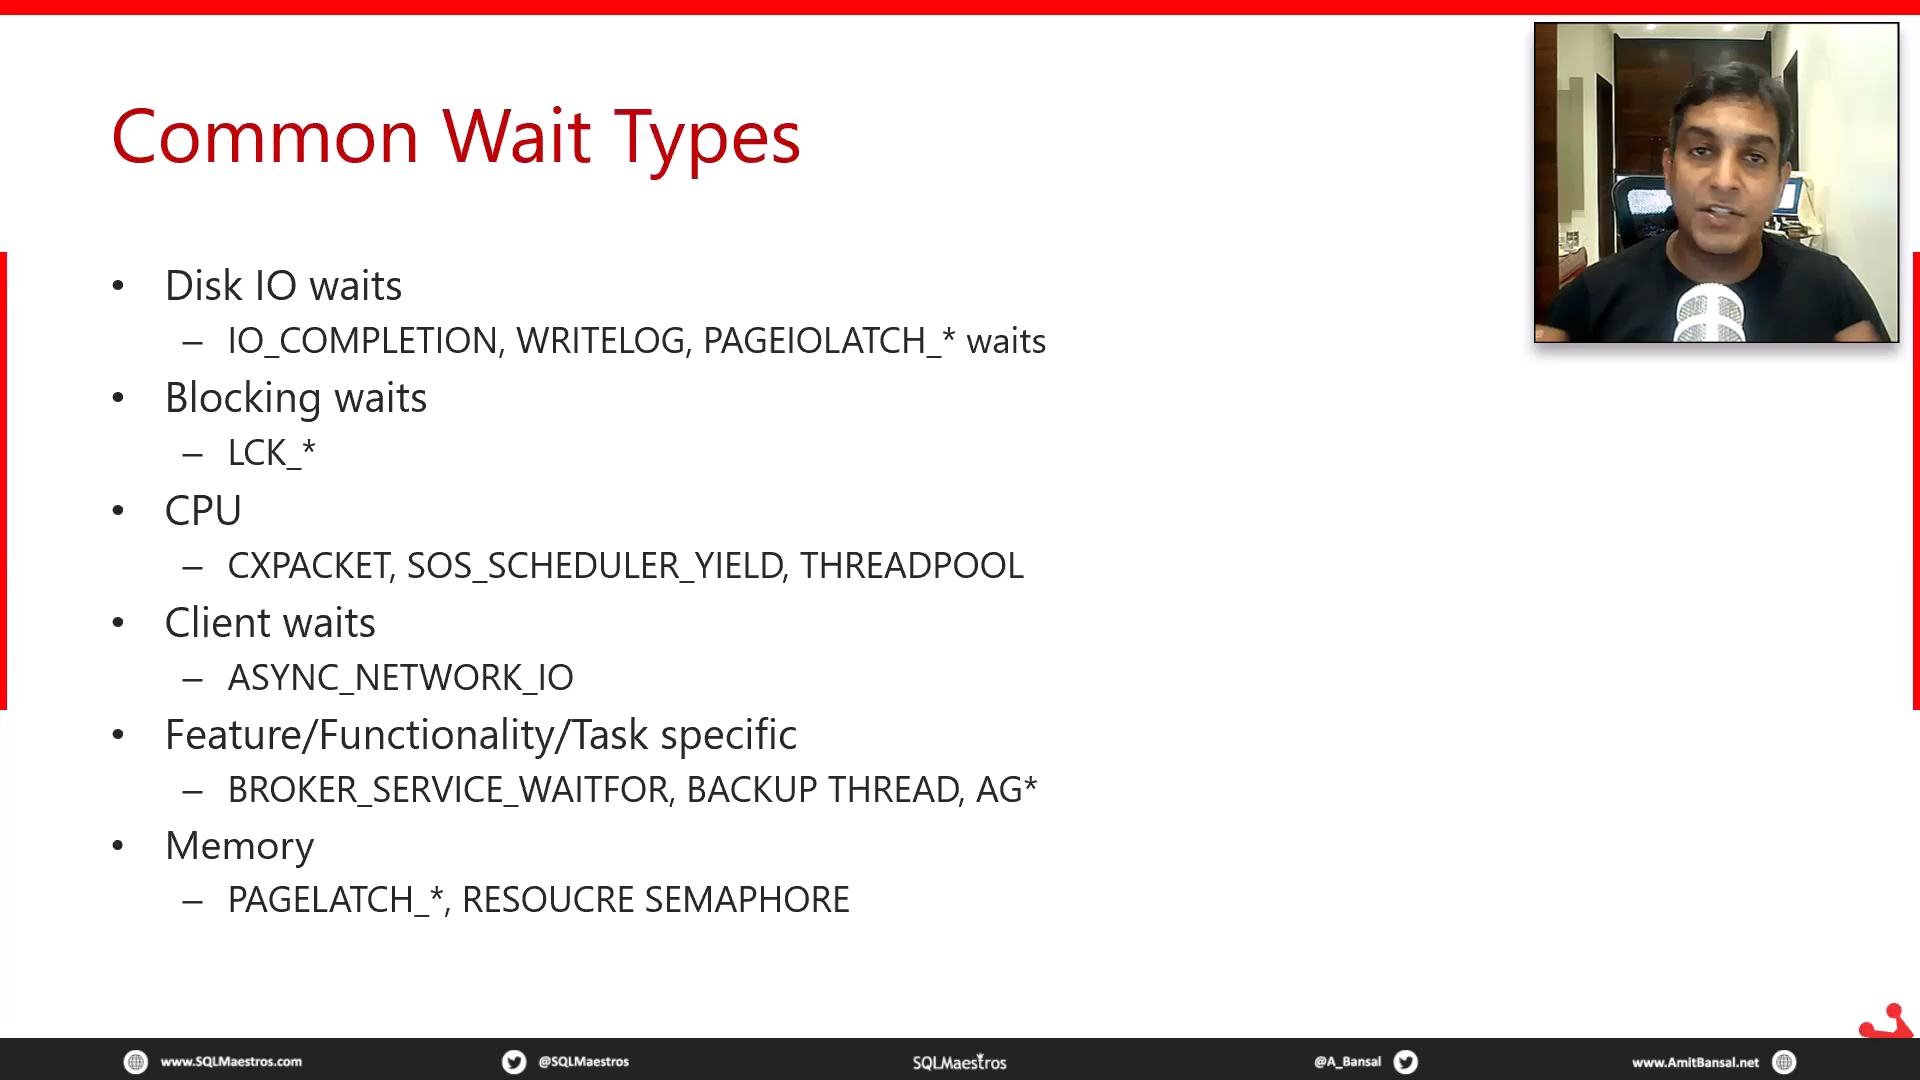 Common Wait Types
• Disk IO waits
– IO_COMPLETION, WRITELOG, PAGEIOLATCH_* waits
• Blocking waits
– LCK_*
• CPU
– CXPACKET, SOS_SCHEDULER_YIELD, THREADPOOL
• Client waits
– ASYNC_NETWORK_IO
• Feature/Functionality/Task specific
– BROKER_SERVICE_WAITFOR, BACKUP THREAD, AG*
• Memory
– PAGELATCH_*, RESOUCRE SEMAPHORE
www.SQLMaestros.com @SQLMaestros SQLMaestros @A_Bansal www.AmitBansal.net